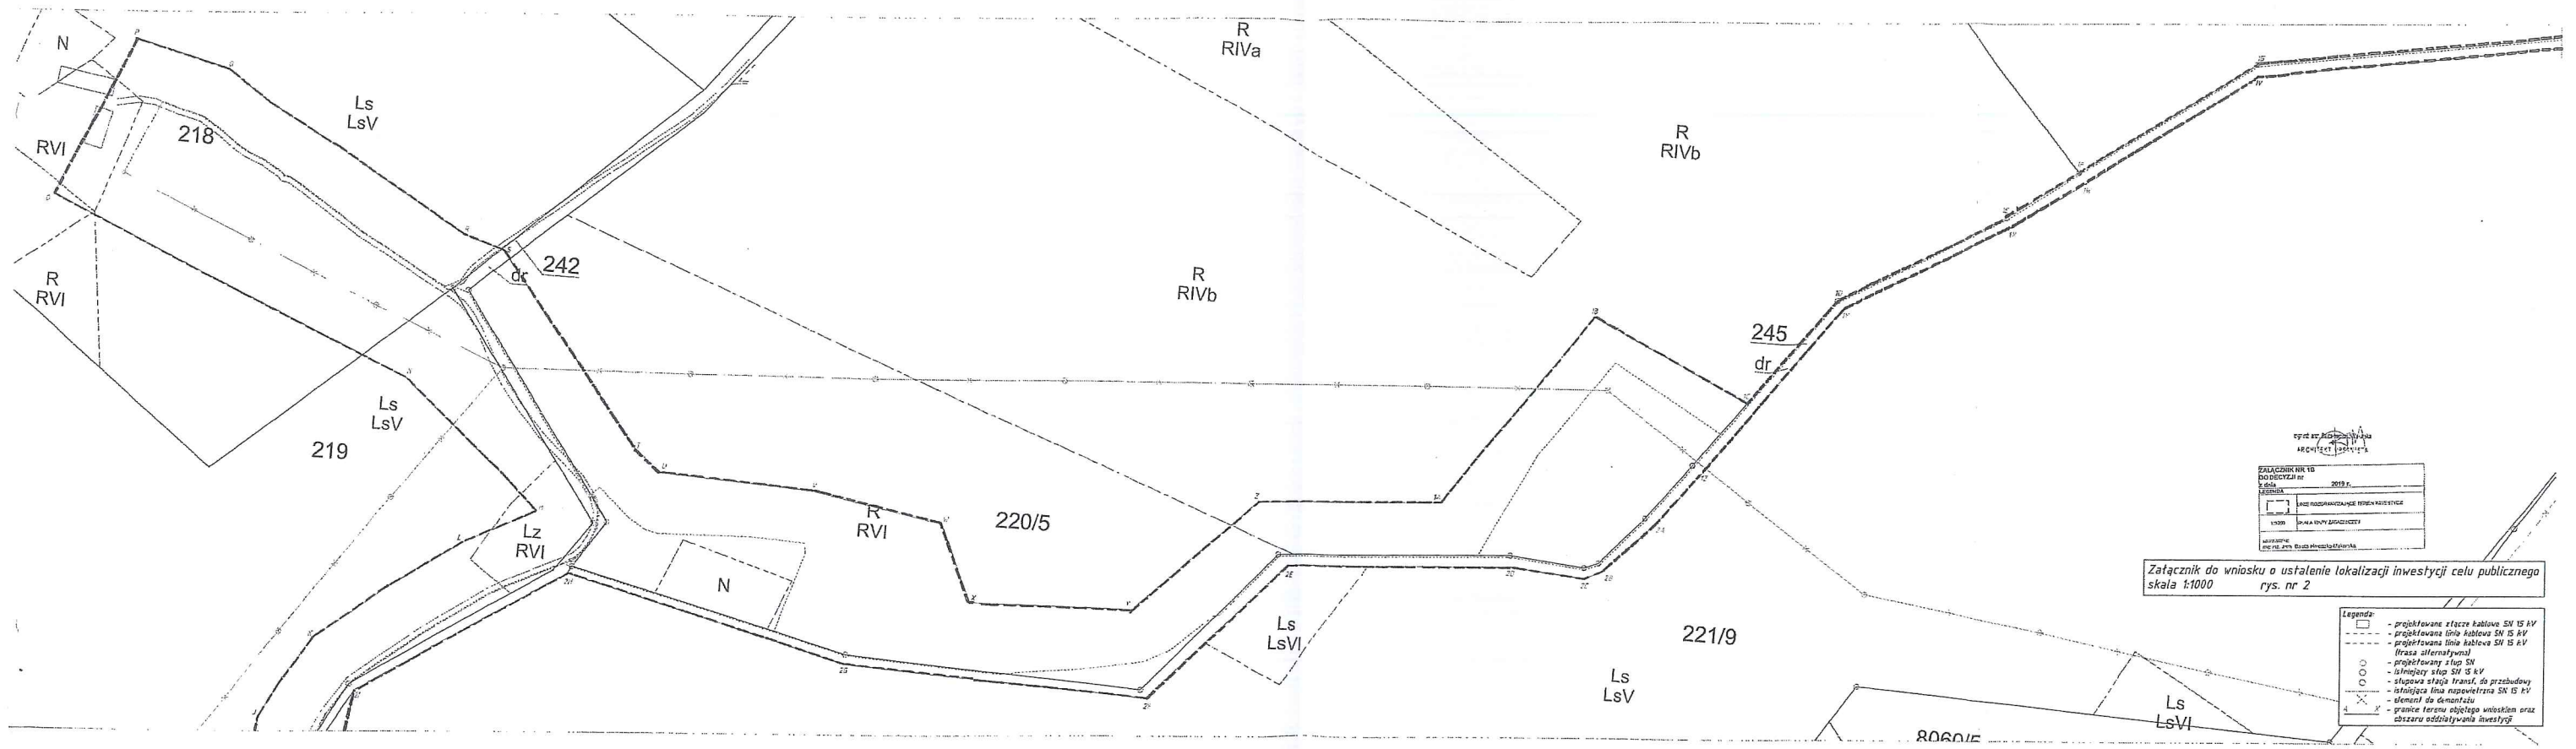 N
P
RVI
218
Ls
LsV
R
RVI
dr
242
Ls
LsV
219
Lz
RVI
N
R
RVI
220/5
R
RIVa
R
RIVb
R
RIVb
245
dr
Ls
LsVI
221/9
Ls
LsV
Ls
LsVI
8060/5
ARCHITEKT
ZAŁĄCZNIK NR 1B
DO DECYZJI nr
z dnia 2019 r.
LEGENDA
Załącznik do wniosku o ustalenie lokalizacji inwestycji celu publicznego
skala 1:1000 rys. nr 2
Legenda:
- projektowane złącze kablowe SN 15 kV
- projektowana linia kablowa SN 15 kV
- projektowana linia kablowa SN 15 kV
(trasa alternatywna)
- projektowany słup SN
- istniejący słup SN 15 kV
- słupowa stacja transf. do przebudowy
- istniejąca linia napowietrzna SN 15 kV
- element do demontażu
- granice terenu objętego wnioskiem oraz
obszaru oddziaływania inwestycji